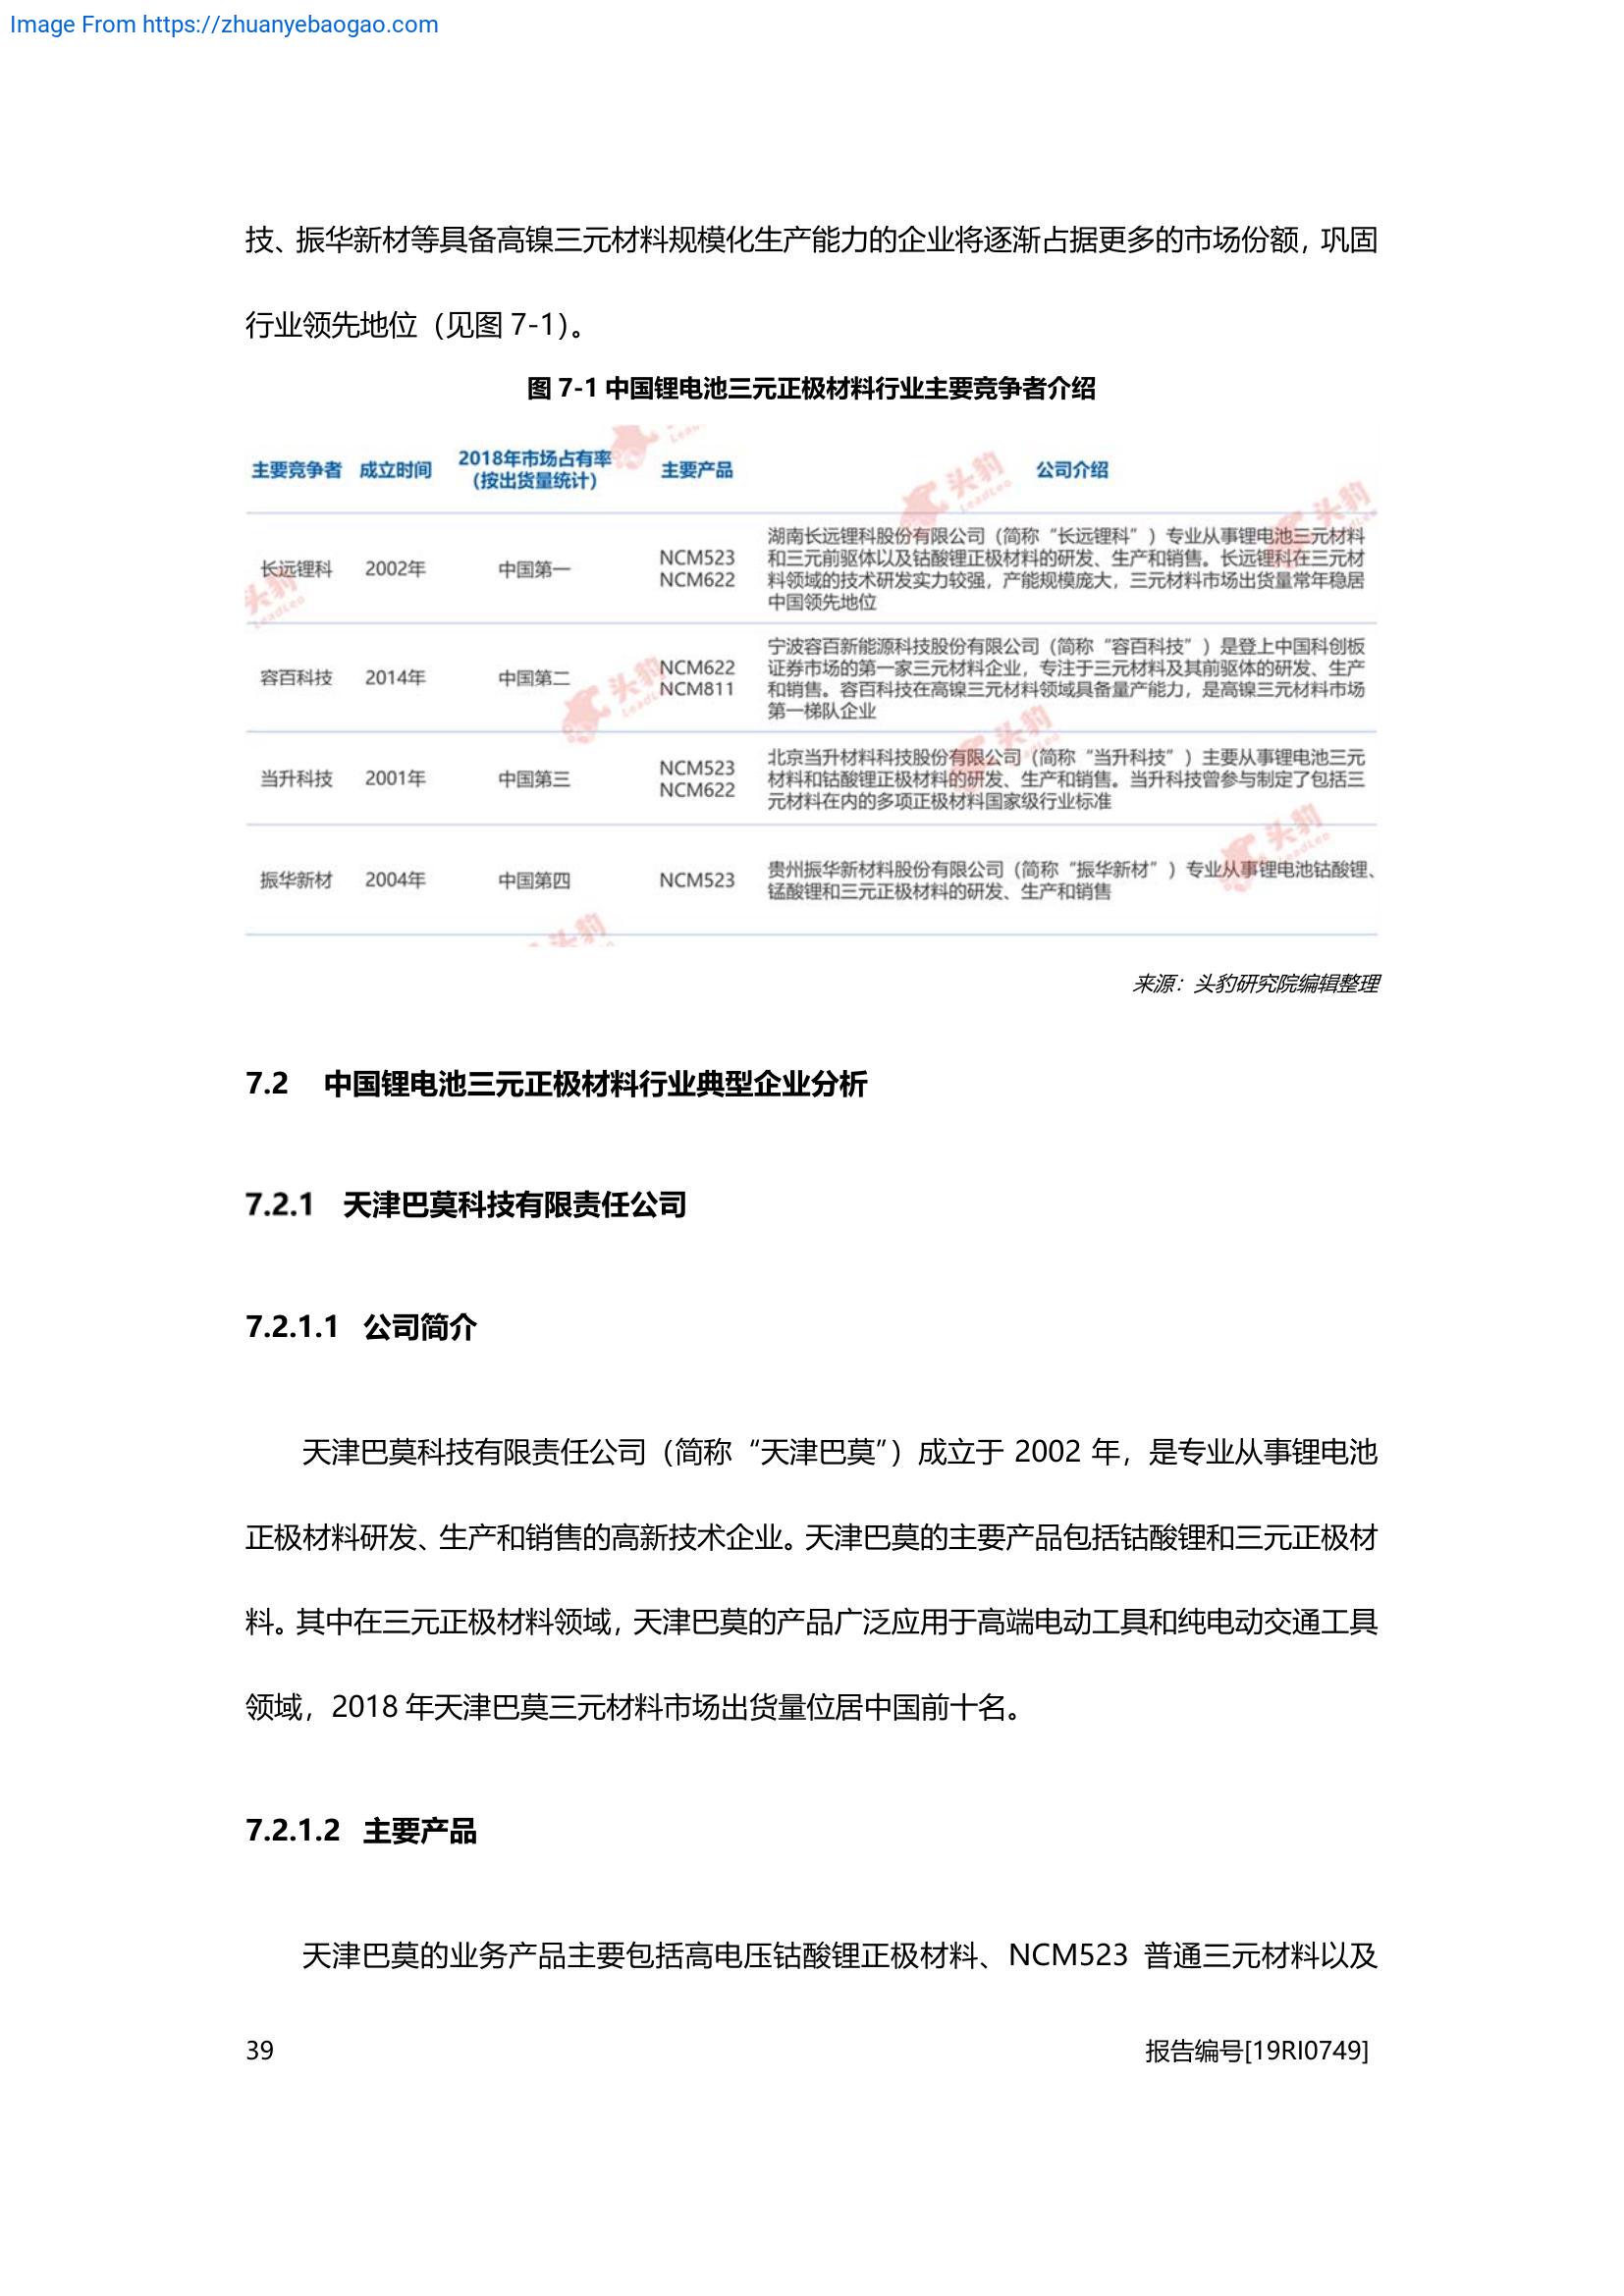 Image From https://zhuanyebaogao.com
技、振华新材等具备高镍三元材料规模化生产能力的企业将逐渐占据更多的市场份额，巩固
行业领先地位（见图 7-1）。
图 7-1 中国锂电池三元正极材料行业主要竞争者介绍
主要竞争者 成立时间 2018年市场占有率 主要产品 公司介绍
（按出货量统计）
湖南长远锂科股份有限公司（简称“长远锂科”）专业从事锂电池三元材料
和三元前驱体以及钴酸锂正极材料的研发、生产和销售。长远锂科在三元材
料领域的技术研发实力较强，产能规模庞大，三元材料市场出货量常年稳居
中国领先地位
长远锂科 2002年 中国第一 NCM523
NCM622
宁波容百新能源科技股份有限公司（简称“容百科技”）是登上中国科创板
证券市场的第一家三元材料企业，专注于三元材料及其前驱体的研发、生产
和销售。容百科技在高镍三元材料领域具备量产能力，是高镍三元材料市场
第一梯队企业
容百科技 2014年 中国第二 NCM622
NCM811
北京当升材料科技股份有限公司（简称“当升科技”）主要从事锂电池三元
材料和钴酸锂正极材料的研发、生产和销售。当升科技曾参与制定了包括三
元材料在内的多项正极材料国家级行业标准
当升科技 2001年 中国第三 NCM523
NCM622
贵州振华新材料股份有限公司（简称“振华新材”）专业从事锂电池钴酸锂、
锰酸锂和三元正极材料的研发、生产和销售
振华新材 2004年 中国第四 NCM523
头豹
LeadLeo
来源：头豹研究院编辑整理
7.2 中国锂电池三元正极材料行业典型企业分析
7.2.1 天津巴莫科技有限责任公司
7.2.1.1 公司简介
天津巴莫科技有限责任公司（简称“天津巴莫”）成立于 2002 年，是专业从事锂电池
正极材料研发、生产和销售的高新技术企业。天津巴莫的主要产品包括钴酸锂和三元正极材
料。其中在三元正极材料领域，天津巴莫的产品广泛应用于高端电动工具和纯电动交通工具
领域，2018 年天津巴莫三元材料市场出货量位居中国前十名。
7.2.1.2 主要产品
天津巴莫的业务产品主要包括高电压钴酸锂正极材料、NCM523 普通三元材料以及
39 报告编号[19RI0749]